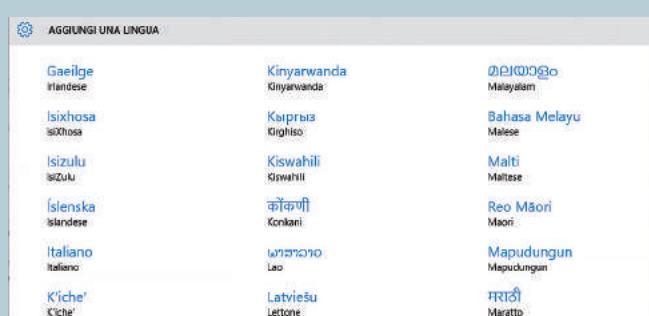 AGGIUNGI UNA LINGUA
Gaeilge
Irlandese
Isixhosa
IsiXhosa
Isizulu
IsiZulu
Íslenska
Islandese
Italiano
Italiano
K'iche'
K'iche'
Kinyarwanda
Kinyarwanda
Кыргыз
Kirghiso
Kiswahili
Kiswahili
कोंकणी
Konkani
ພາສາລາວ
Lao
Latviešu
Lettone
മലയാളം
Malayalam
Bahasa Melayu
Malese
Malti
Maltese
Reo Māori
Maori
Mapudungun
Mapudungun
मराठी
Maratto